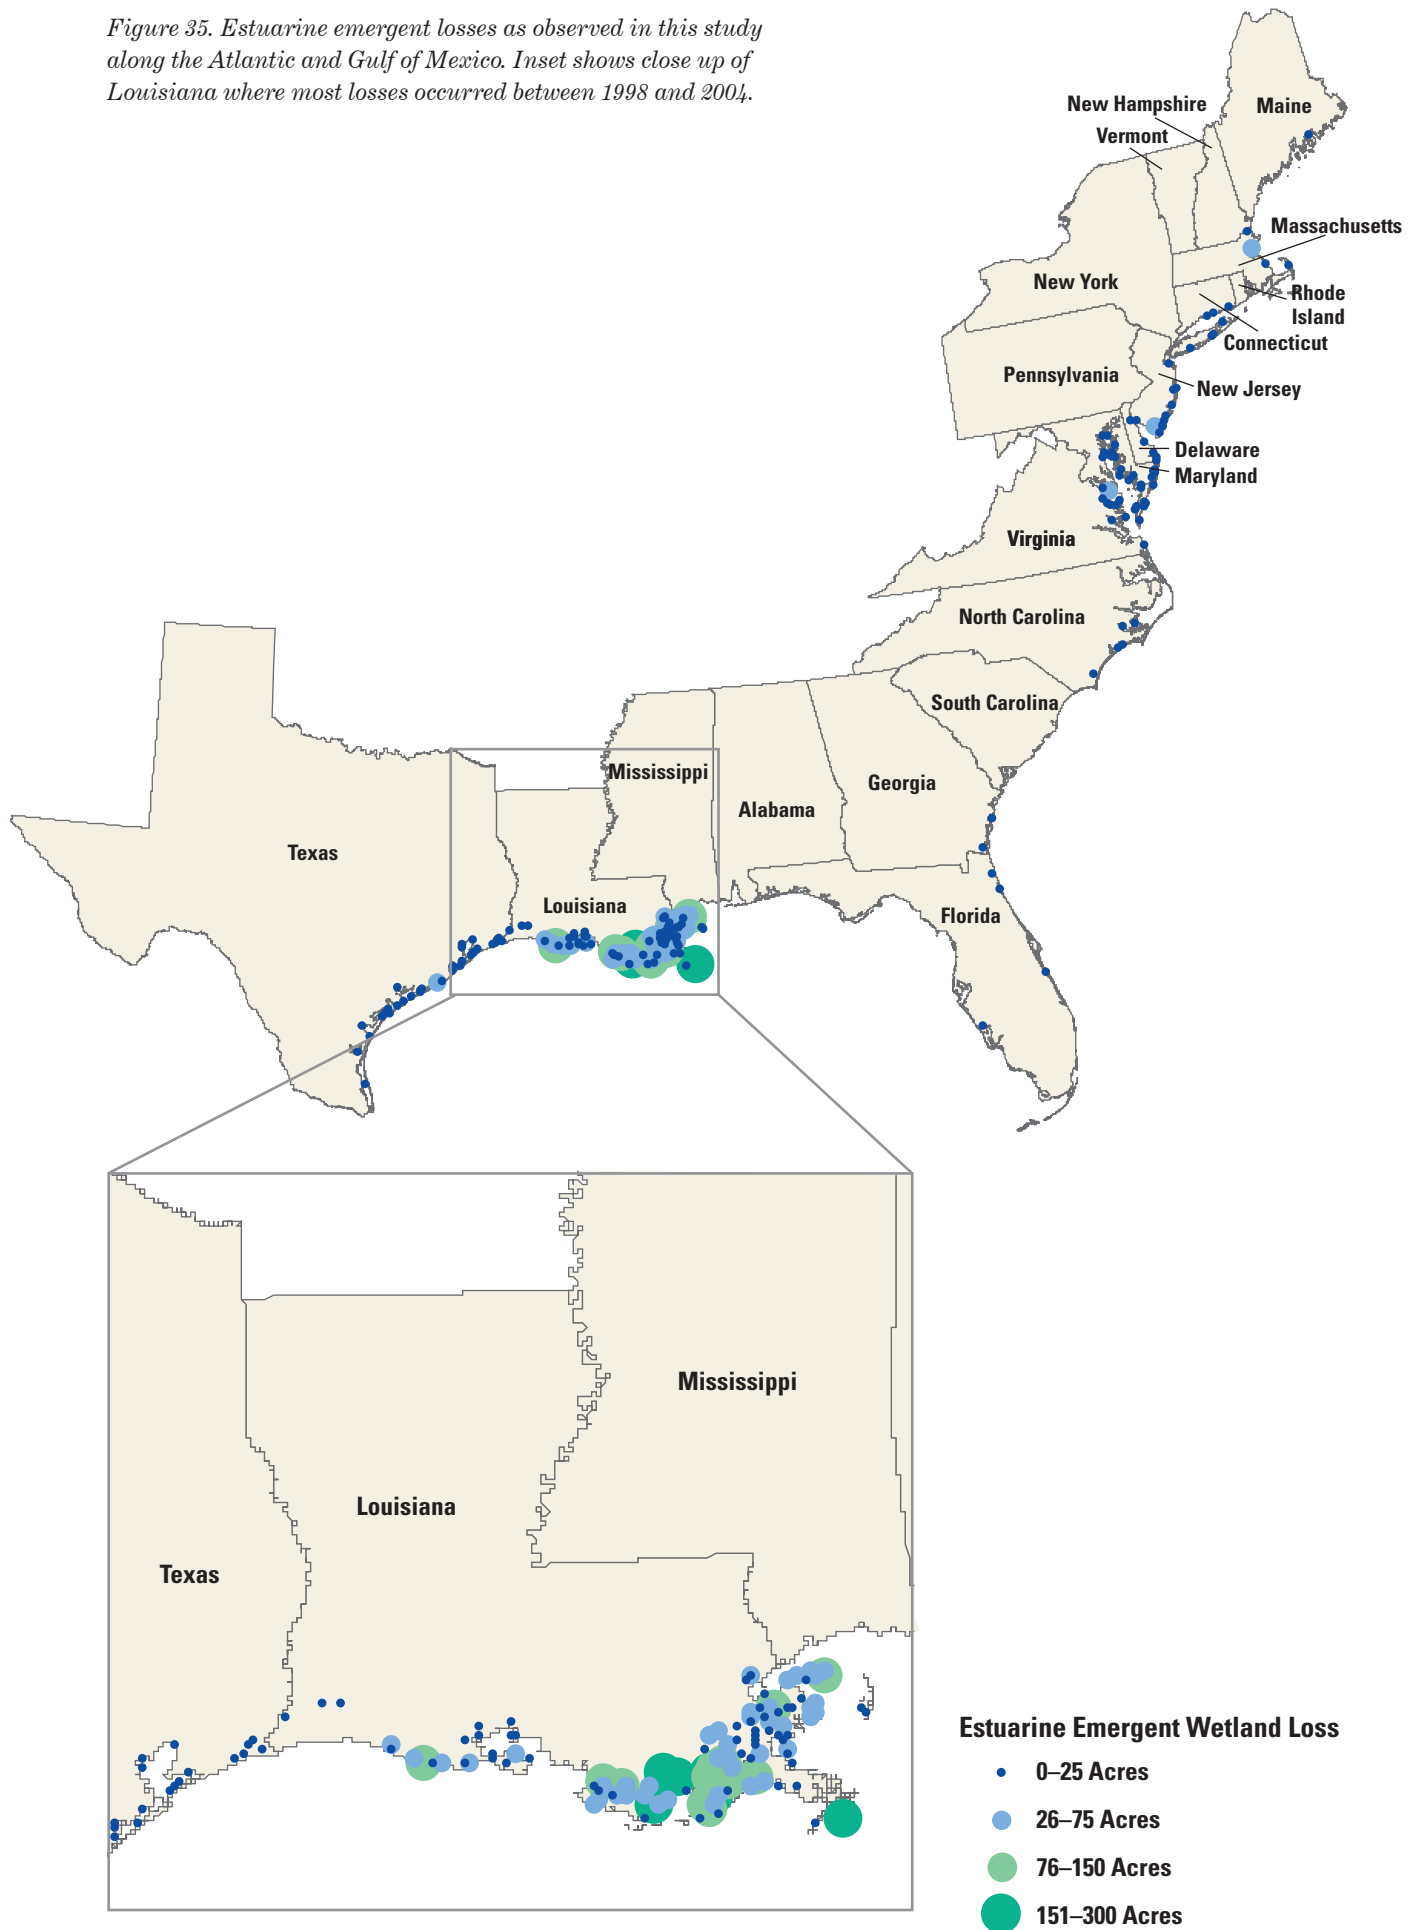 Figure 35. Estuarine emergent losses as observed in this study
along the Atlantic and Gulf of Mexico. Inset shows close up of
Louisiana where most losses occurred between 1998 and 2004.
New Hampshire
Maine
Vermont
Massachusetts
New York
Rhode
Island
Connecticut
Pennsylvania
New Jersey
Delaware
Maryland
Virginia
North Carolina
South Carolina
Mississippi
Georgia
Alabama
Texas
Louisiana
Florida
Mississippi
Louisiana
Texas
Estuarine Emergent Wetland Loss
0–25 Acres
26–75 Acres
76–150 Acres
151–300 Acres